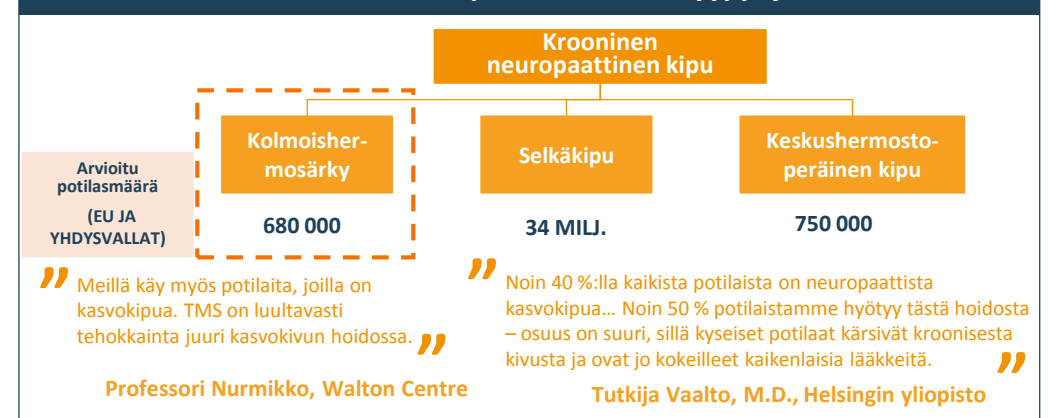 Krooninen
neuropaattinen kipu
Kolmoisher-
mosärky
Selkäkipu
Keskushermosto-
peräinen kipu
Arvioitu
potilasmäärä
(EU JA
YHDYSVALLAT)
680 000
34 MILJ.
750 000
” Meillä käy myös potilaita, joilla on
kasvokipua. TMS on luultavasti
tehokkainta juuri kasvokivun hoidossa. ”
Professori Nurmikko, Walton Centre
” Noin 40 %:lla kaikista potilaista on neuropaattista
kasvokipua… Noin 50 % potilaistamme hyötyy tästä hoidosta
– osuus on suuri, sillä kyseiset potilaat kärsivät kroonisesta
kivusta ja ovat jo kokeilleet kaikenlaisia lääkkeitä. ”
Tutkija Vaalto, M.D., Helsingin yliopisto